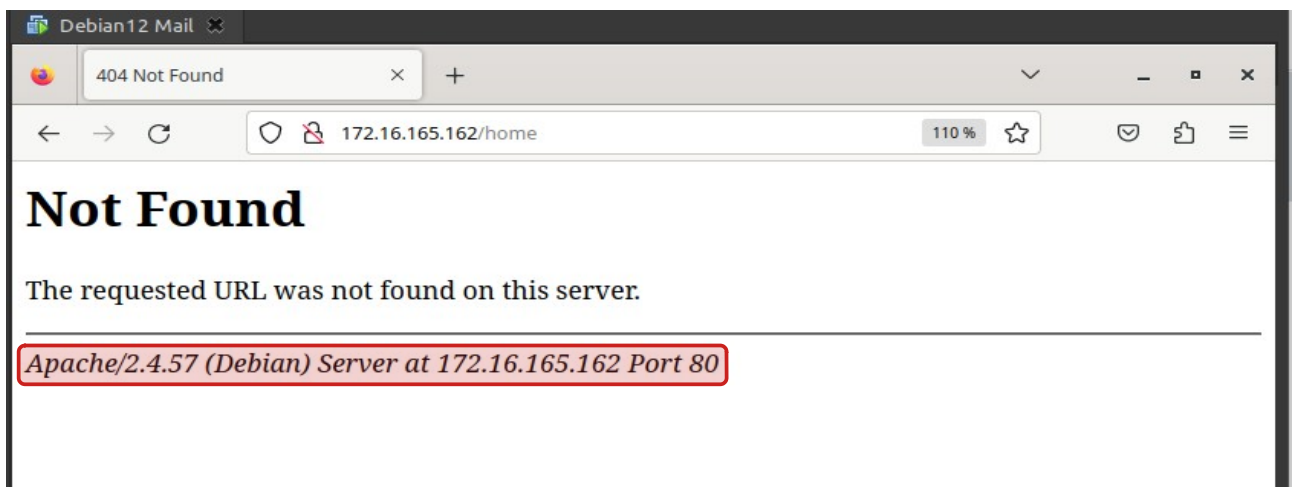 Debian12 Mail
404 Not Found
172.16.165.162/home
110 %
Not Found
The requested URL was not found on this server.
Apache/2.4.57 (Debian) Server at 172.16.165.162 Port 80